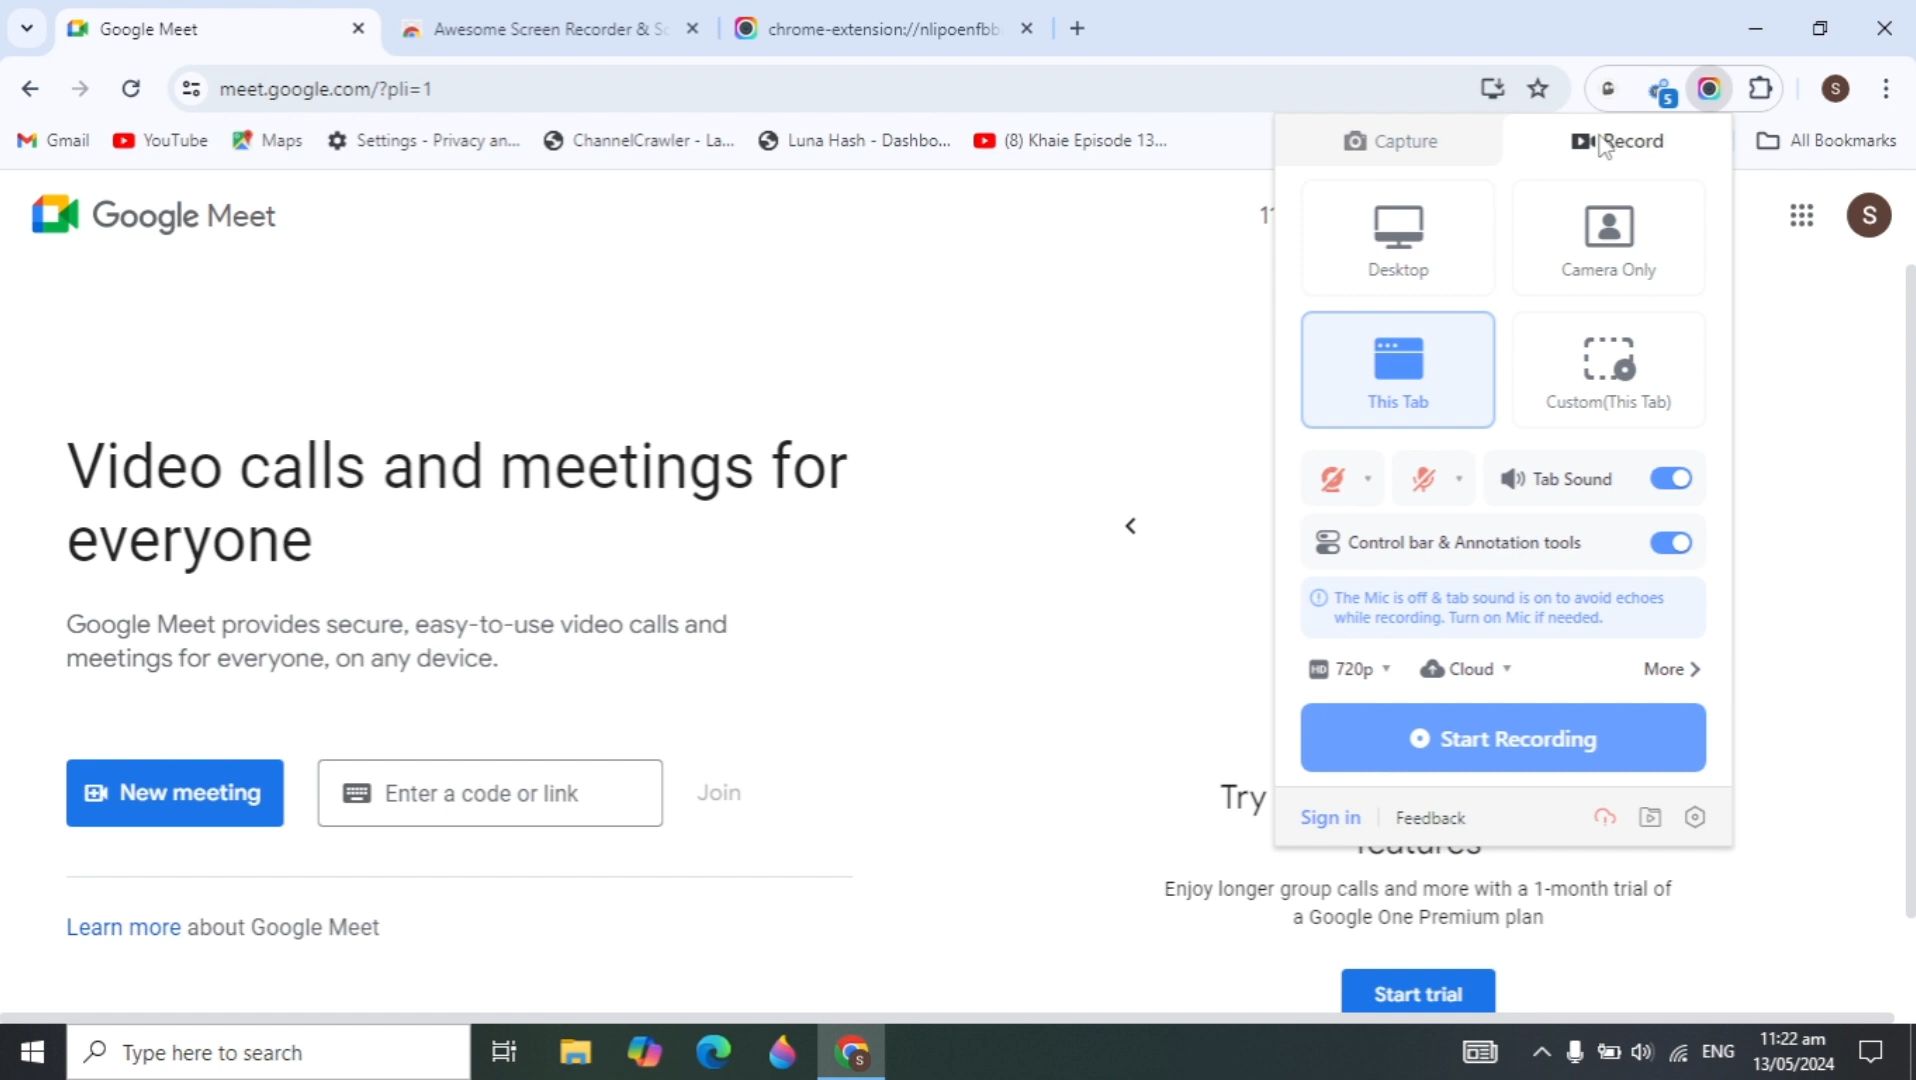 Google Meet
Awesome Screen Recorder & Sc
chrome-extension://nlipoenfbb
meet.google.com/?pli=1
5
S
Gmail
YouTube
Maps
Settings - Privacy an...
ChannelCrawler - La...
Luna Hash - Dashbo...
(8) Khaie Episode 13...
All Bookmarks
Capture
Record
Google Meet
11
S
Desktop
Camera Only
This Tab
Custom(This Tab)
Tab Sound
Control bar & Annotation tools
The Mic is off & tab sound is on to avoid echoes
while recording. Turn on Mic if needed.
HD 720p
Cloud
More
Start Recording
Sign in
Feedback
Video calls and meetings for
everyone
Google Meet provides secure, easy-to-use video calls and
meetings for everyone, on any device.
New meeting
Enter a code or link
Join
Learn more about Google Meet
Try
features
Enjoy longer group calls and more with a 1-month trial of
a Google One Premium plan
Start trial
Type here to search
S
ENG
11:22 am
13/05/2024